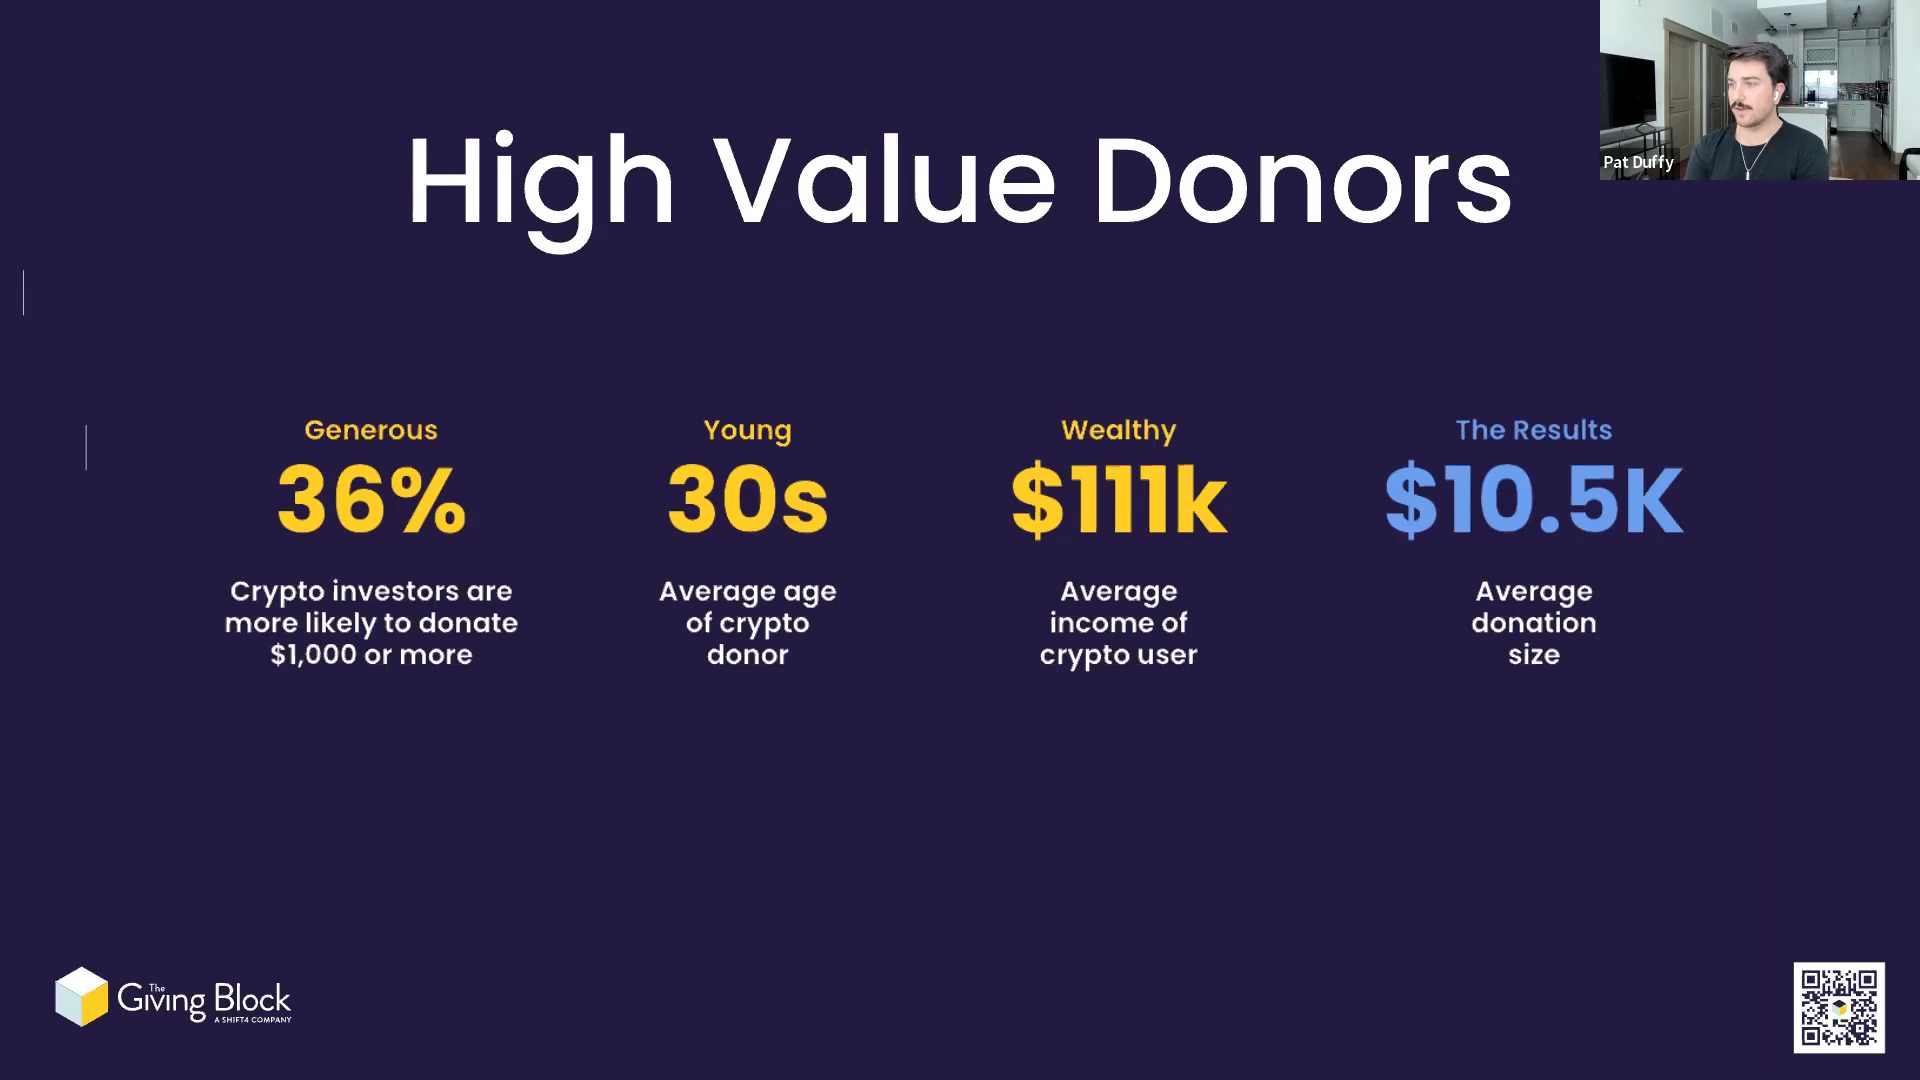 Pat Duffy
High Value Donors
Generous
36%
Crypto investors are
more likely to donate
$1,000 or more
Young
30s
Average age
of crypto
donor
Wealthy
$111k
Average
income of
crypto user
The Results
$10.5K
Average
donation
size
The
Giving Block
A SHIFT4 COMPANY